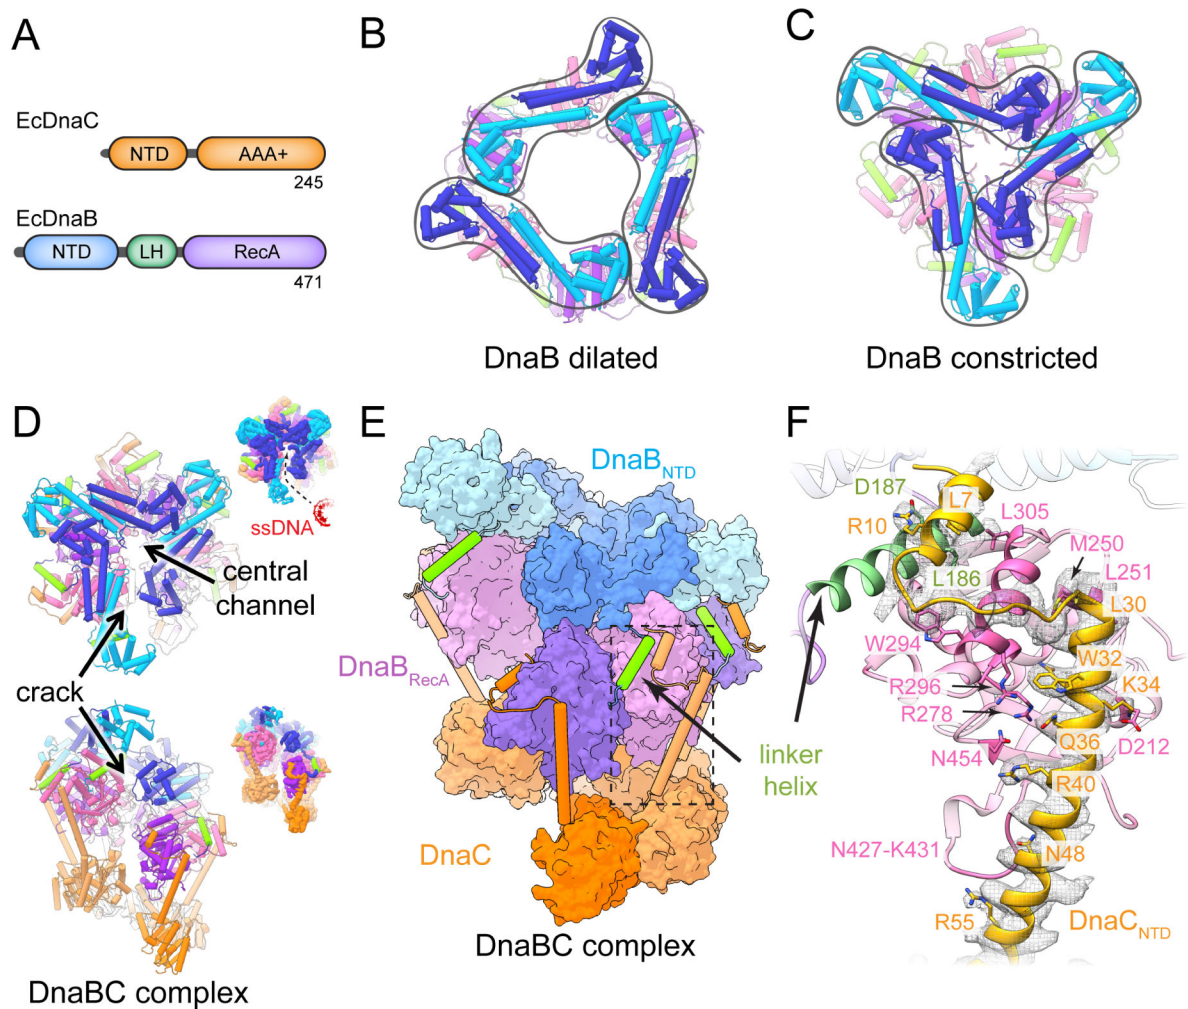 A
EcDnaC
NTD
AAA+
245
EcDnaB
NTD
LH
RecA
471
B
DnaB dilated
C
DnaB constricted
D
ssDNA
central
channel
crack
DnaBC complex
E
DnaB_NTD
DnaB_RecA
linker
helix
DnaC
DnaBC complex
F
D187
L7
R10
L305
M250
L186
L251
L30
W294
W32
R296
K34
R278
Q36
D212
N454
R40
N427-K431
N48
R55
DnaC_NTD